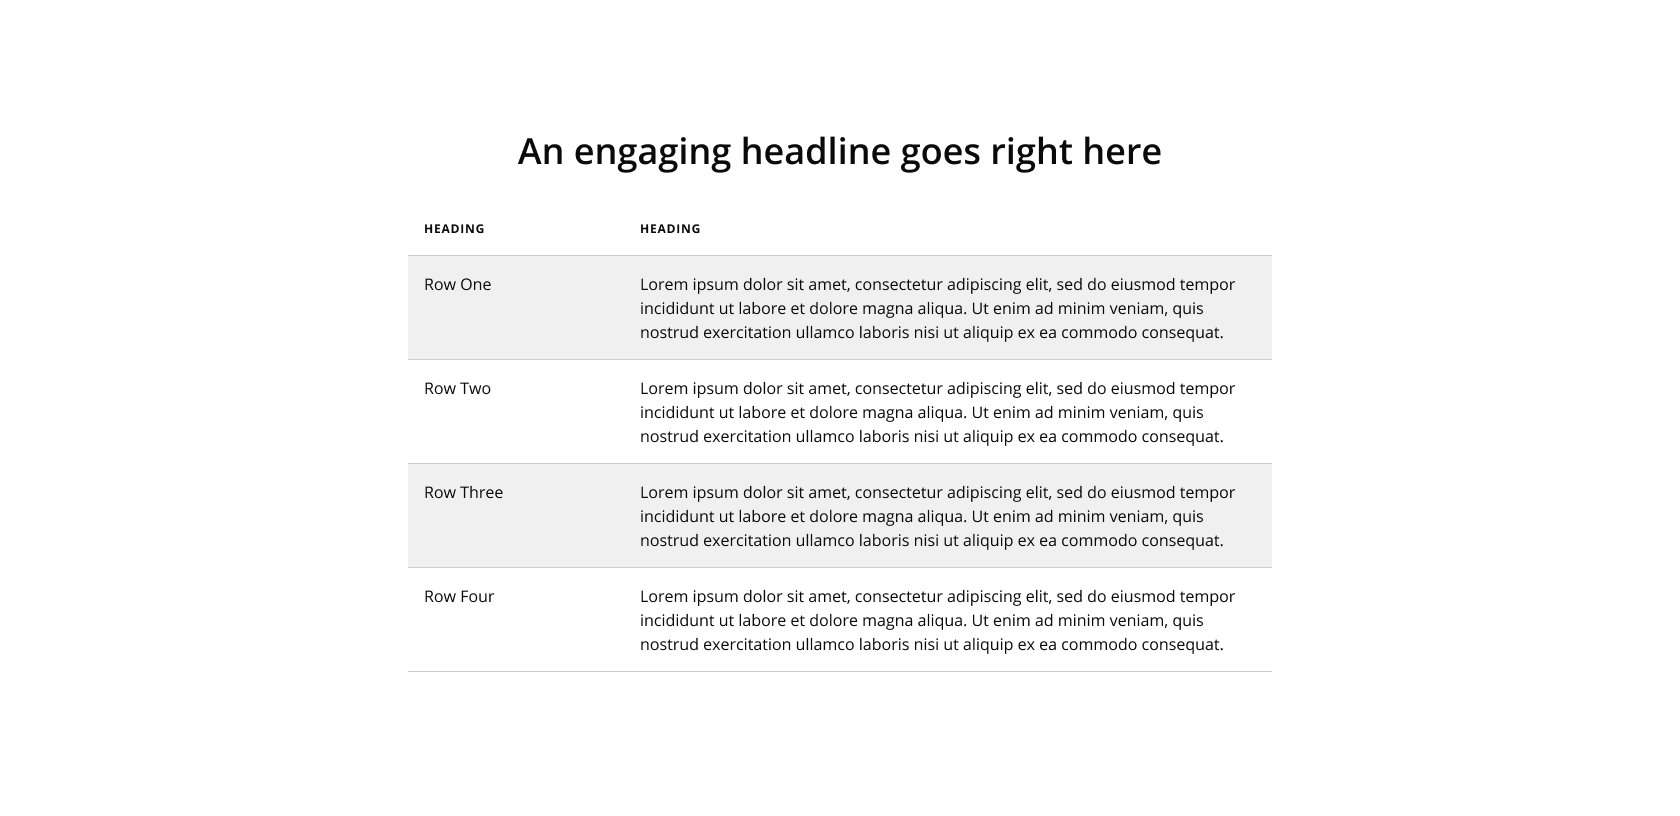 An engaging headline goes right here
HEADING HEADING
Row One Lorem ipsum dolor sit amet, consectetur adipiscing elit, sed do eiusmod tempor
incididunt ut labore et dolore magna aliqua. Ut enim ad minim veniam, quis
nostrud exercitation ullamco laboris nisi ut aliquip ex ea commodo consequat.
Row Two Lorem ipsum dolor sit amet, consectetur adipiscing elit, sed do eiusmod tempor
incididunt ut labore et dolore magna aliqua. Ut enim ad minim veniam, quis
nostrud exercitation ullamco laboris nisi ut aliquip ex ea commodo consequat.
Row Three Lorem ipsum dolor sit amet, consectetur adipiscing elit, sed do eiusmod tempor
incididunt ut labore et dolore magna aliqua. Ut enim ad minim veniam, quis
nostrud exercitation ullamco laboris nisi ut aliquip ex ea commodo consequat.
Row Four Lorem ipsum dolor sit amet, consectetur adipiscing elit, sed do eiusmod tempor
incididunt ut labore et dolore magna aliqua. Ut enim ad minim veniam, quis
nostrud exercitation ullamco laboris nisi ut aliquip ex ea commodo consequat.